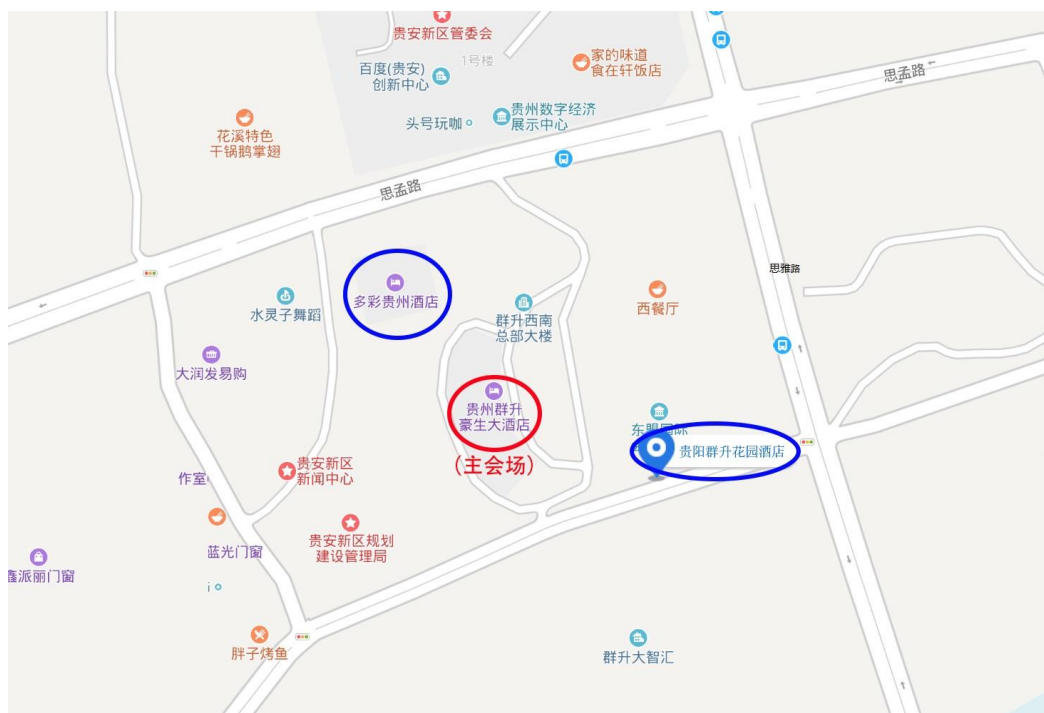 贵安新区管委会
1号楼
家的味道
食在轩饭店
百度(贵安)
创新中心
思孟路
贵州数字经济
展示中心
头号玩咖
花溪特色
干锅鹅掌翅
思孟路
思雅路
多彩贵州酒店
水灵子舞蹈
西餐厅
群升西南
总部大楼
大润发易购
贵州群升
豪生大酒店
(主会场)
东盟国际
贵阳群升花园酒店
贵安新区
新闻中心
作室
贵安新区规划
建设管理局
蓝光门窗
鑫派丽门窗
i
胖子烤鱼
群升大智汇